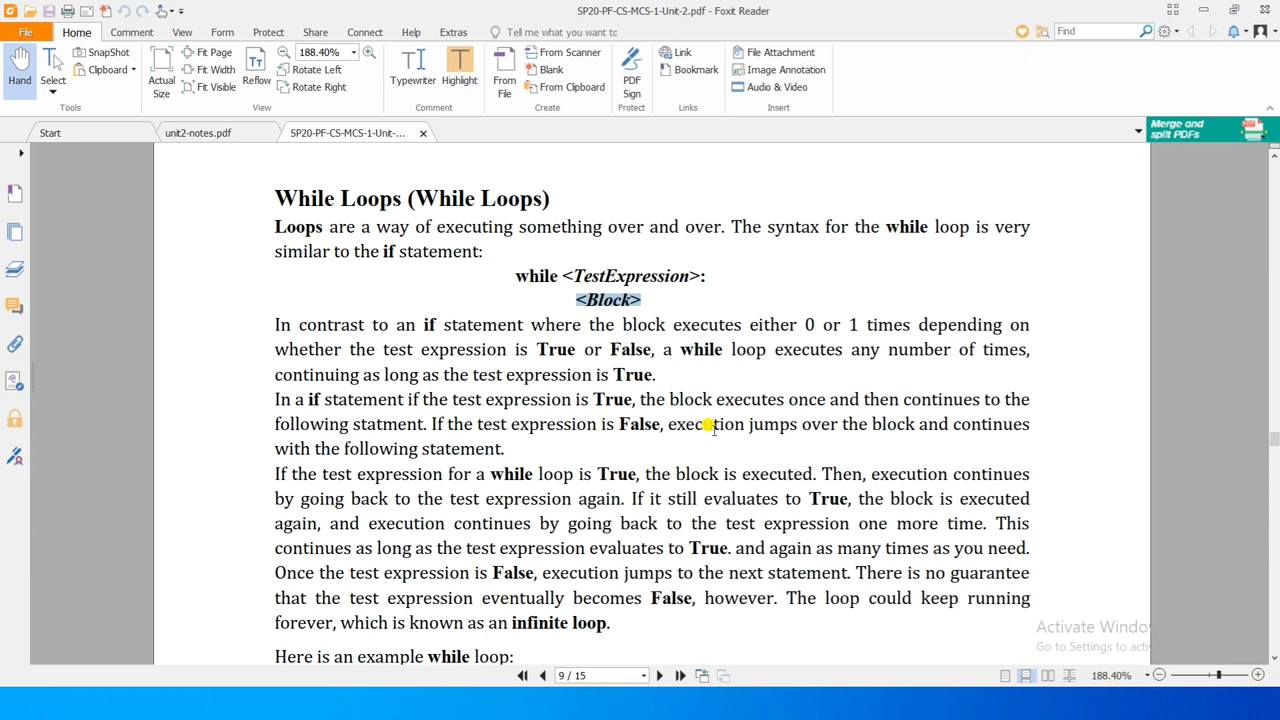 SP20-PF-CS-MCS-1-Unit-2.pdf - Foxit Reader
File Home Comment View Form Protect Share Connect Help Extras Tell me what you want tc Find
Hand
Select
SnapShot
Clipboard
Actual Size
Fit Page
Fit Width
Fit Visible
Reflow
188.40%
Rotate Left
Rotate Right
Typewriter
Highlight
From File
From Scanner
Blank
From Clipboard
PDF Sign
Link
Bookmark
File Attachment
Image Annotation
Audio & Video
Tools View Comment Create Protect Links Insert
Start unit2-notes.pdf SP20-PF-CS-MCS-1-Unit-...
Merge and
split PDFs
While Loops (While Loops)
Loops are a way of executing something over and over. The syntax for the while loop is very
similar to the if statement:
while <TestExpression>:
<Block>
In contrast to an if statement where the block executes either 0 or 1 times depending on
whether the test expression is True or False, a while loop executes any number of times,
continuing as long as the test expression is True.
In a if statement if the test expression is True, the block executes once and then continues to the
following statment. If the test expression is False, execution jumps over the block and continues
with the following statement.
If the test expression for a while loop is True, the block is executed. Then, execution continues
by going back to the test expression again. If it still evaluates to True, the block is executed
again, and execution continues by going back to the test expression one more time. This
continues as long as the test expression evaluates to True. and again as many times as you need.
Once the test expression is False, execution jumps to the next statement. There is no guarantee
that the test expression eventually becomes False, however. The loop could keep running
forever, which is known as an infinite loop.
Here is an example while loop:
Activate Window
Go to Settings to acti
9 / 15
188.40%